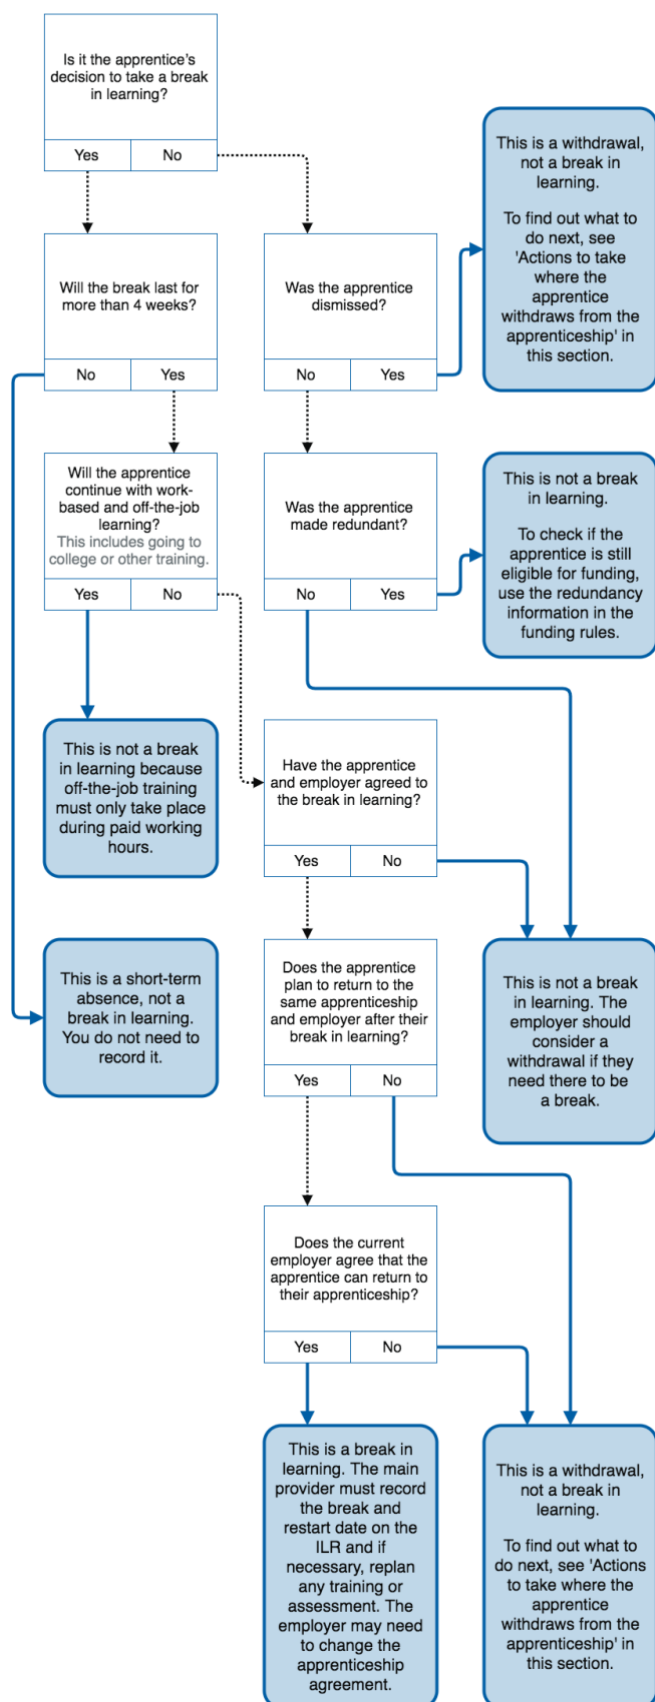 Is it the apprentice's
decision to take a break
in learning?
Yes
No
This is a withdrawal,
not a break in
learning.
To find out what to
do next, see
'Actions to take
where the
apprentice
withdraws from the
apprenticeship' in
this section.
Will the break last for
more than 4 weeks?
No
Yes
Was the apprentice
dismissed?
No
Yes
Will the apprentice
continue with work-
based and off-the-job
learning?
This includes going to
college or other training.
Yes
No
Was the apprentice
made redundant?
No
Yes
This is not a break
in learning.
To check if the
apprentice is still
eligible for funding,
use the redundancy
information in the
funding rules.
This is not a break
in learning because
off-the-job training
must only take place
during paid working
hours.
Have the apprentice
and employer agreed to
the break in learning?
Yes
No
This is a short-term
absence, not a
break in learning.
You do not need to
record it.
Does the apprentice
plan to return to the
same apprenticeship
and employer after their
break in learning?
Yes
No
This is not a break
in learning. The
employer should
consider a
withdrawal if they
need there to be
a break.
Does the current
employer agree that the
apprentice can return to
their apprenticeship?
Yes
No
This is a break in
learning. The main
provider must record
the break and
restart date on the
ILR and if
necessary, replan
any training or
assessment. The
employer may need
to change the
apprenticeship
agreement.
This is a withdrawal,
not a break in
learning.
To find out what to
do next, see 'Actions
to take where the
apprentice
withdraws from the
apprenticeship' in
this section.